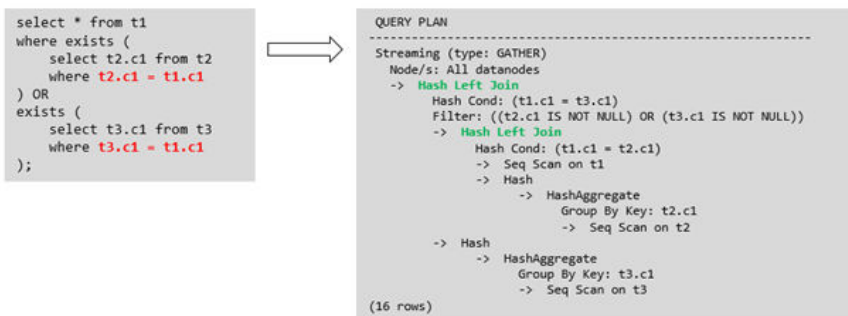 select * from t1
where exists (
    select t2.c1 from t2
    where t2.c1 = t1.c1
) OR
exists (
    select t3.c1 from t3
    where t3.c1 = t1.c1
);
QUERY PLAN
-----------------------------------------------------------------
Streaming (type: GATHER)
  Node/s: All datanodes
  -> Hash Left Join
        Hash Cond: (t1.c1 = t3.c1)
        Filter: ((t2.c1 IS NOT NULL) OR (t3.c1 IS NOT NULL))
        -> Hash Left Join
              Hash Cond: (t1.c1 = t2.c1)
              -> Seq Scan on t1
              -> Hash
                    -> HashAggregate
                          Group By Key: t2.c1
                          -> Seq Scan on t2
        -> Hash
              -> HashAggregate
                    Group By Key: t3.c1
                    -> Seq Scan on t3
(16 rows)